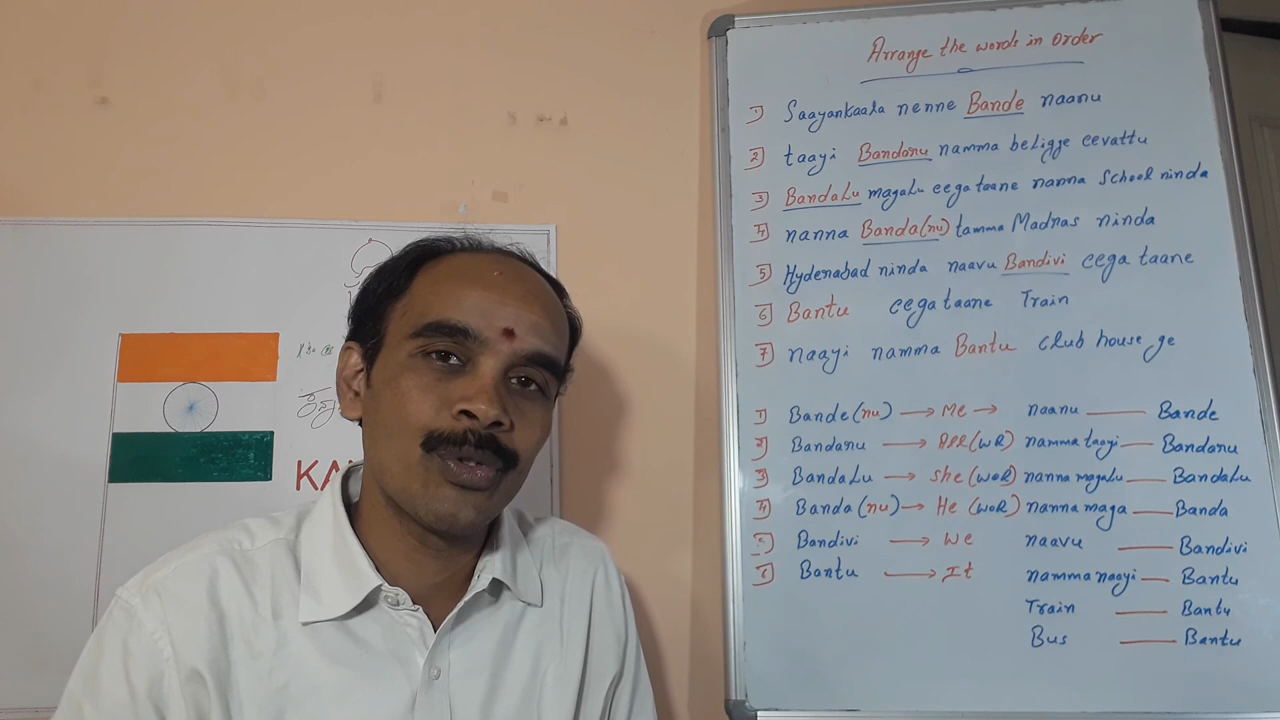 Arrange the words in order
1) Saayankaala nenne Bande naanu
2) taayi Bandaru namma beligge eevattu
3) BandaLu magaLu eegataane nanna School ninda
4) nanna Banda(nu) tamma Madras ninda
5) Hyderabad ninda naavu Bandivi eega taane
6) Bantu eegataane Train
7) naayi namma Bantu club house ge
1) Bande(nu) → Me → naanu — Bande
2) Bandaru → (WR) namma taayi — Bandaru
3) BandaLu → she (WOR) nanna magaLu — BandaLu
4) Banda(nu) → He (WOR) nanna maga — Banda
5) Bandivi → We naavu — Bandivi
6) Bantu → It namma naayi — Bantu
Train — Bantu
Bus — Bantu
KA